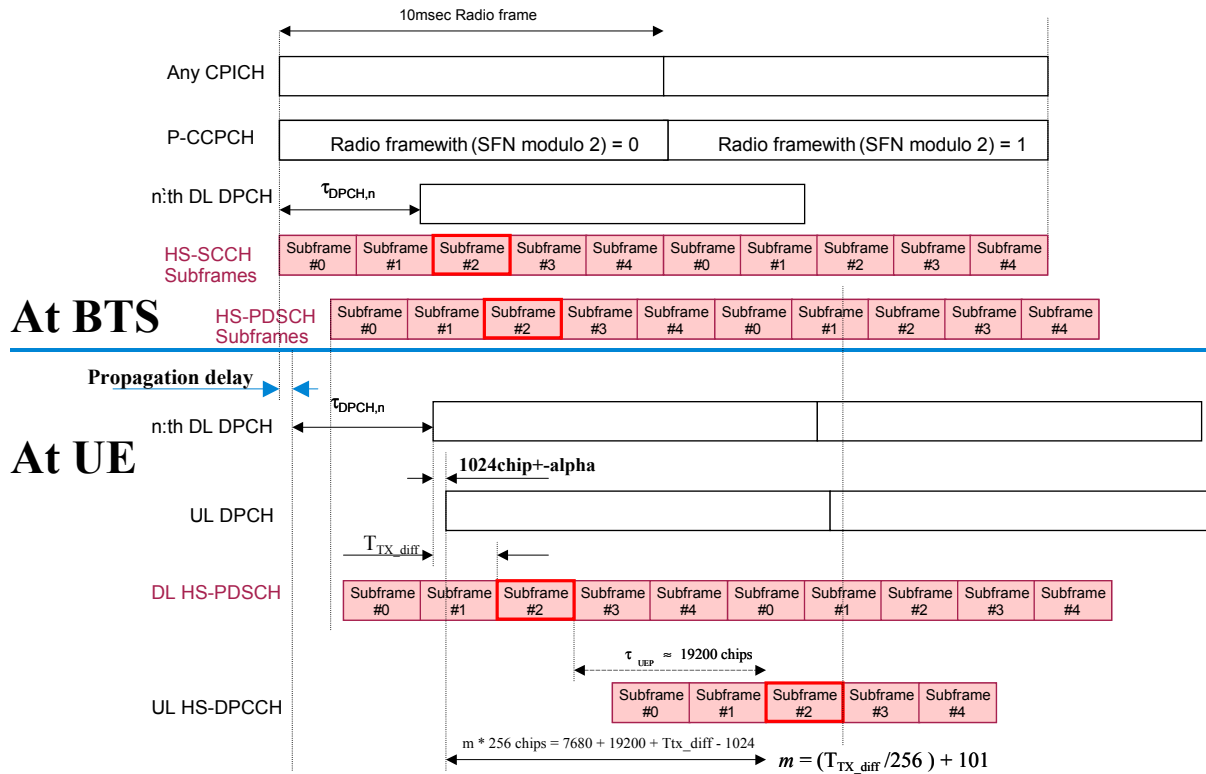 10msec Radio frame
Any CPICH
P-CCPCH
Radio framewith (SFN modulo 2) = 0
Radio framewith (SFN modulo 2) = 1
n:th DL DPCH
τDPCH,n
HS-SCCH
Subframes
Subframe
#0
Subframe
#1
Subframe
#2
Subframe
#3
Subframe
#4
Subframe
#0
Subframe
#1
Subframe
#2
Subframe
#3
Subframe
#4
At BTS
HS-PDSCH
Subframes
Subframe
#0
Subframe
#1
Subframe
#2
Subframe
#3
Subframe
#4
Subframe
#0
Subframe
#1
Subframe
#2
Subframe
#3
Subframe
#4
Propagation delay
τDPCH,n
n:th DL DPCH
At UE
1024chip+-alpha
UL DPCH
TTX_diff
DL HS-PDSCH
Subframe
#0
Subframe
#1
Subframe
#2
Subframe
#3
Subframe
#4
Subframe
#0
Subframe
#1
Subframe
#2
Subframe
#3
Subframe
#4
τ UEP ≈ 19200 chips
UL HS-DPCCH
Subframe
#0
Subframe
#1
Subframe
#2
Subframe
#3
Subframe
#4
m * 256 chips = 7680 + 19200 + Ttx_diff - 1024
m = (TTX_diff /256 ) + 101